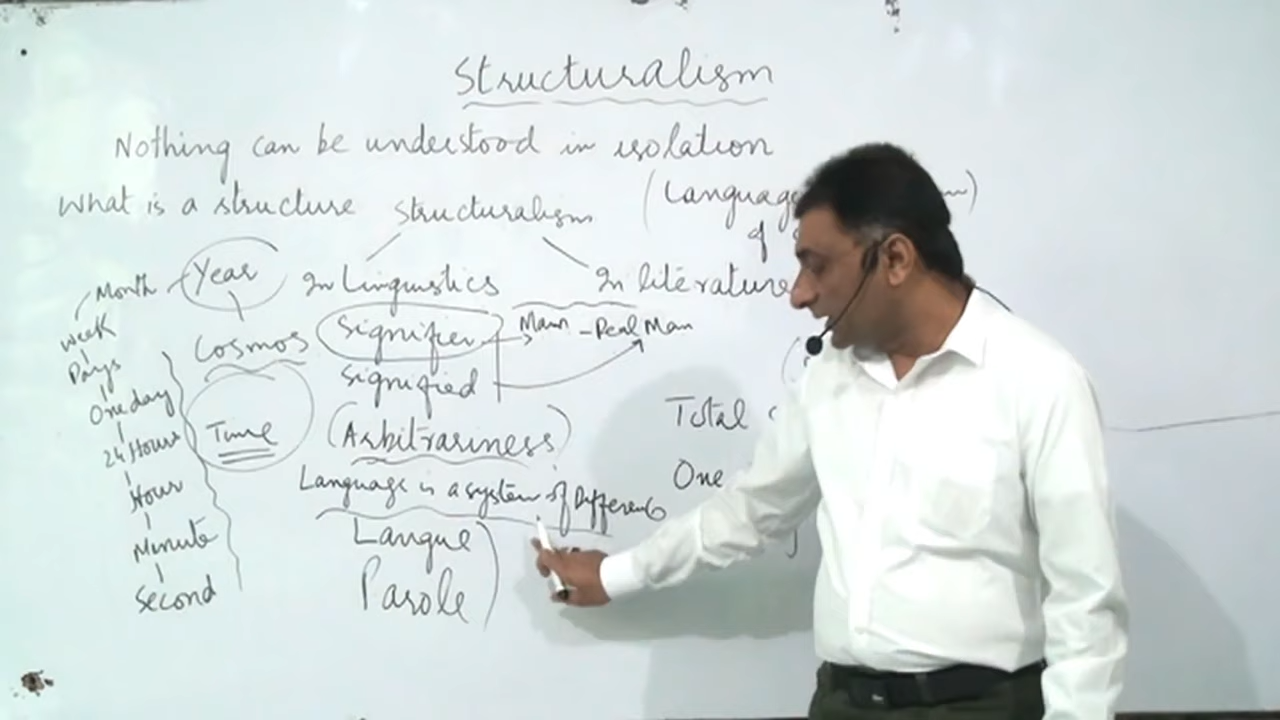 Structuralism
Nothing can be understood in isolation
What is a structure
Structuralism
(Language
of
Month
Year
In Linguistics
In literature
Week
Cosmos
Signifier
Mann - Real Man
Days
Signified
One day
Time
(Arbitrariness)
Total
24 Hours
Language is a system of Differences
One
Hour
Langue
Minute
Parole
Second